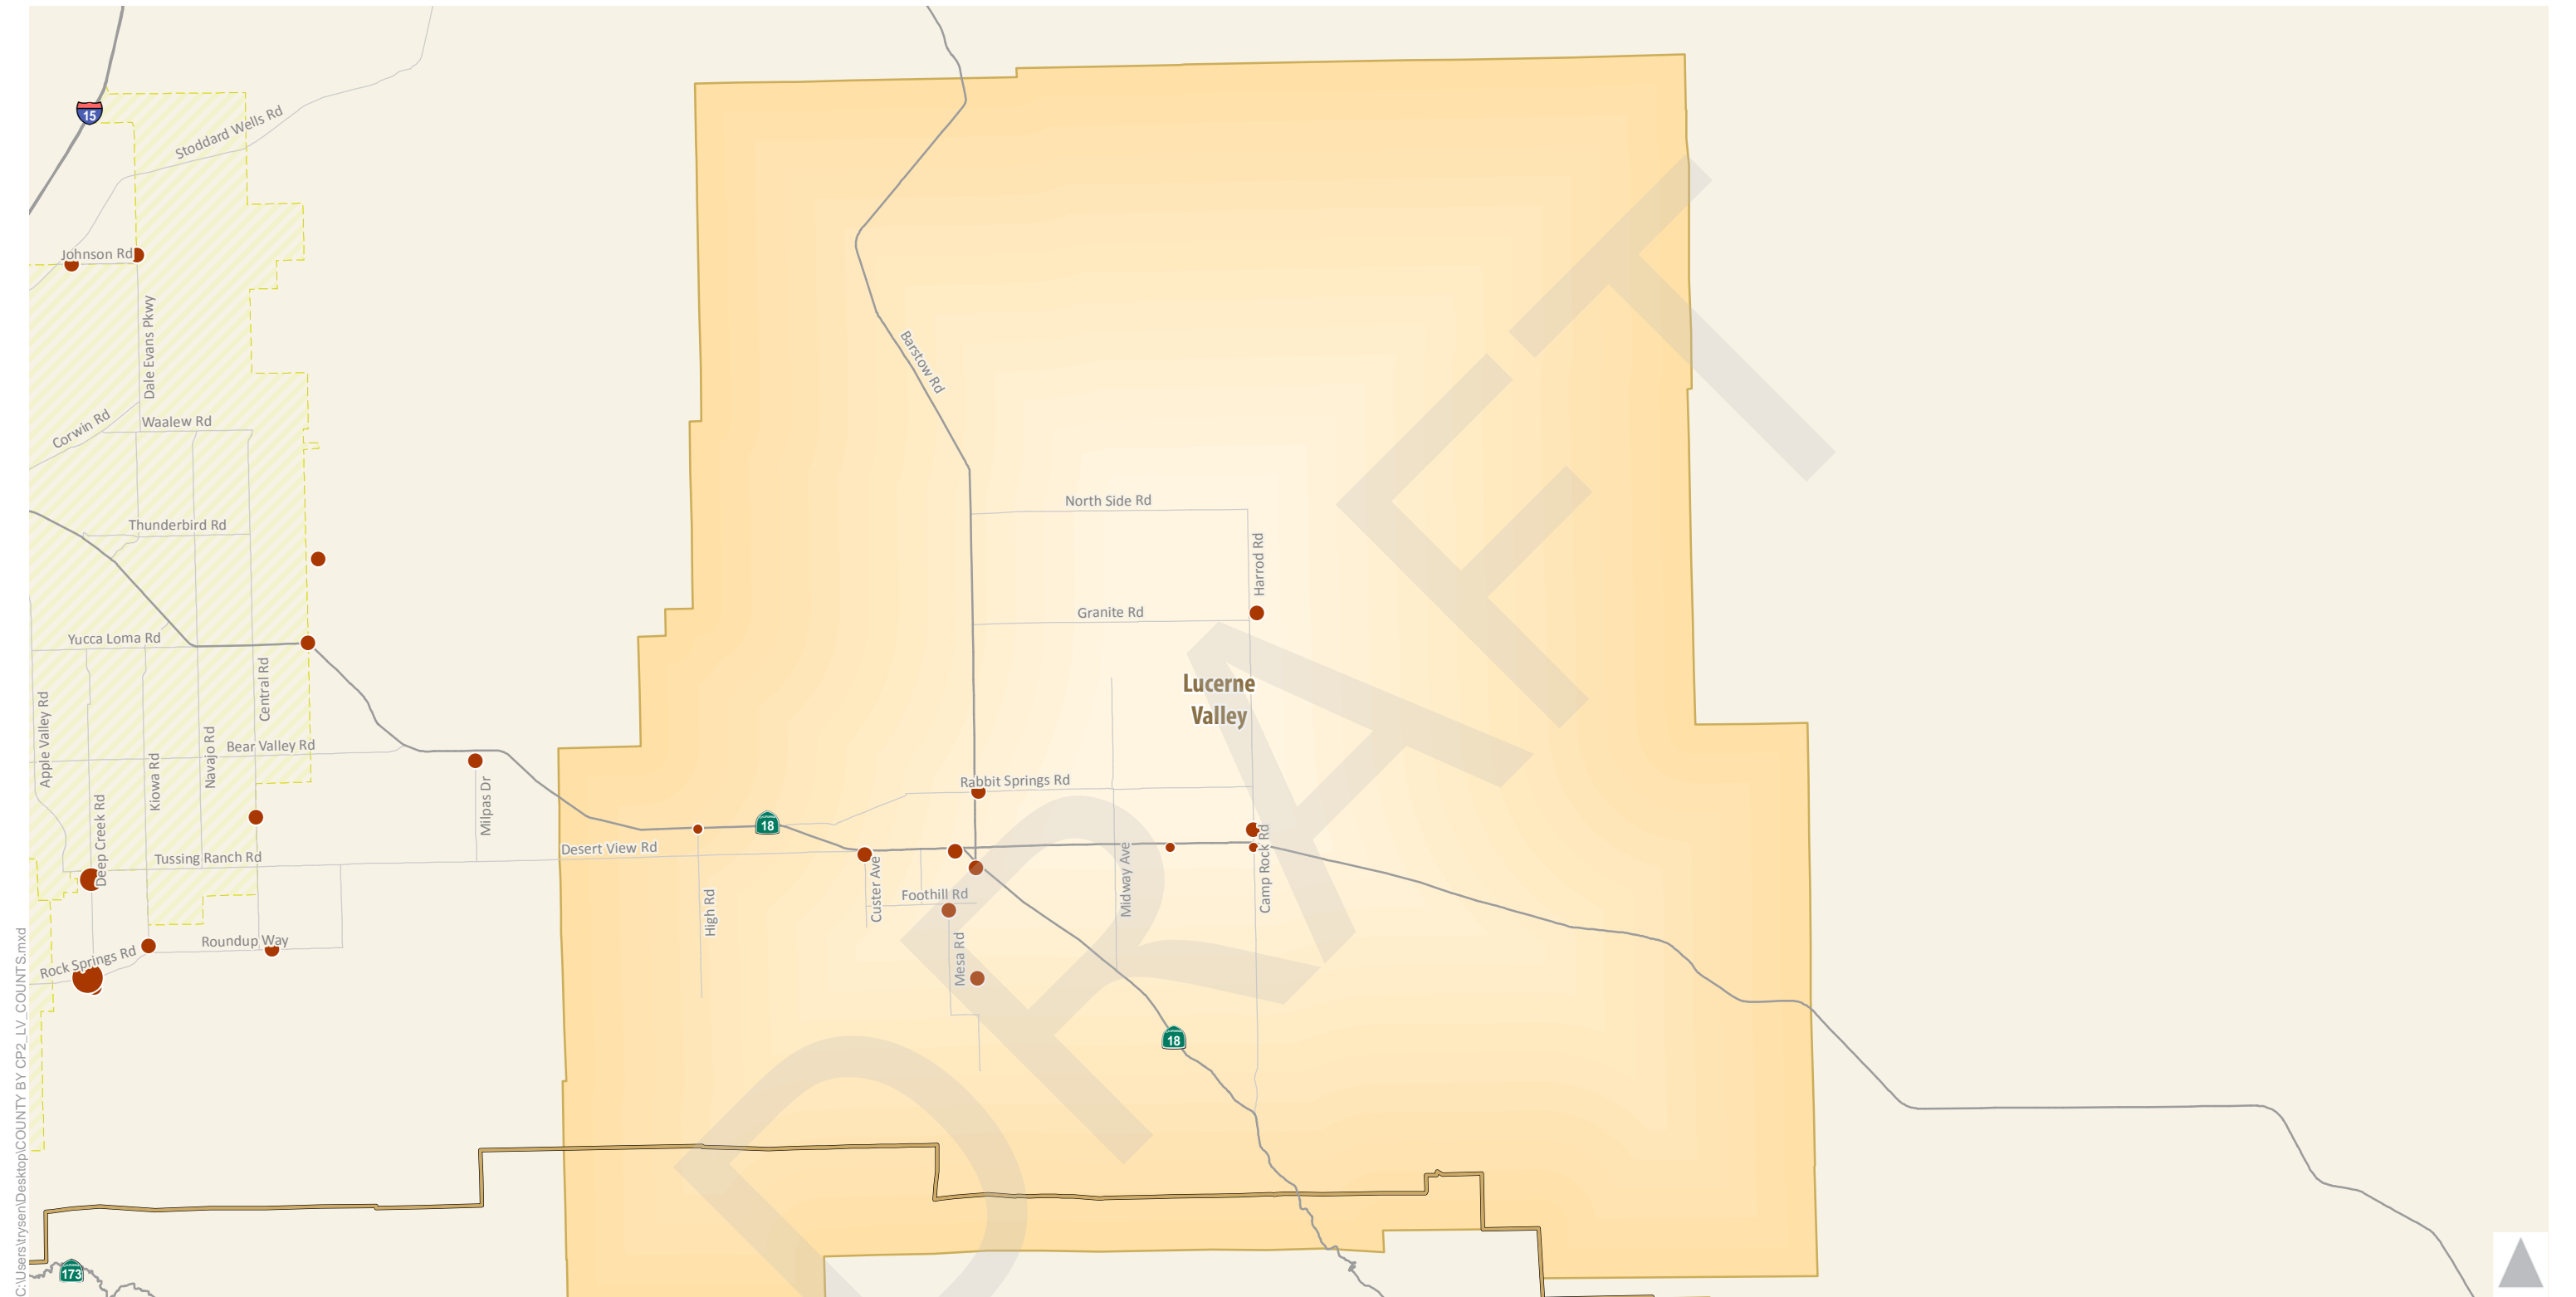 15
Stoddard Wells Rd
Johnson Rd
Dale Evans Pkwy
Barstow Rd
Corwin Rd
Waalew Rd
North Side Rd
Thunderbird Rd
Harrod Rd
Granite Rd
Yucca Loma Rd
Central Rd
Lucerne
Valley
Apple Valley Rd
Navajo Rd
Bear Valley Rd
Kiowa Rd
Rabbit Springs Rd
Milpas Dr
Deep Creek Rd
18
Desert View Rd
Tussing Ranch Rd
Custer Ave
Midway Ave
Camp Rock Rd
High Rd
Foothill Rd
Roundup Way
Mesa Rd
Rock Springs Rd
18
173
DRAFT
C:\Users\trysen\Desktop\COUNTY BY CP2_LV_COUNTS.mxd